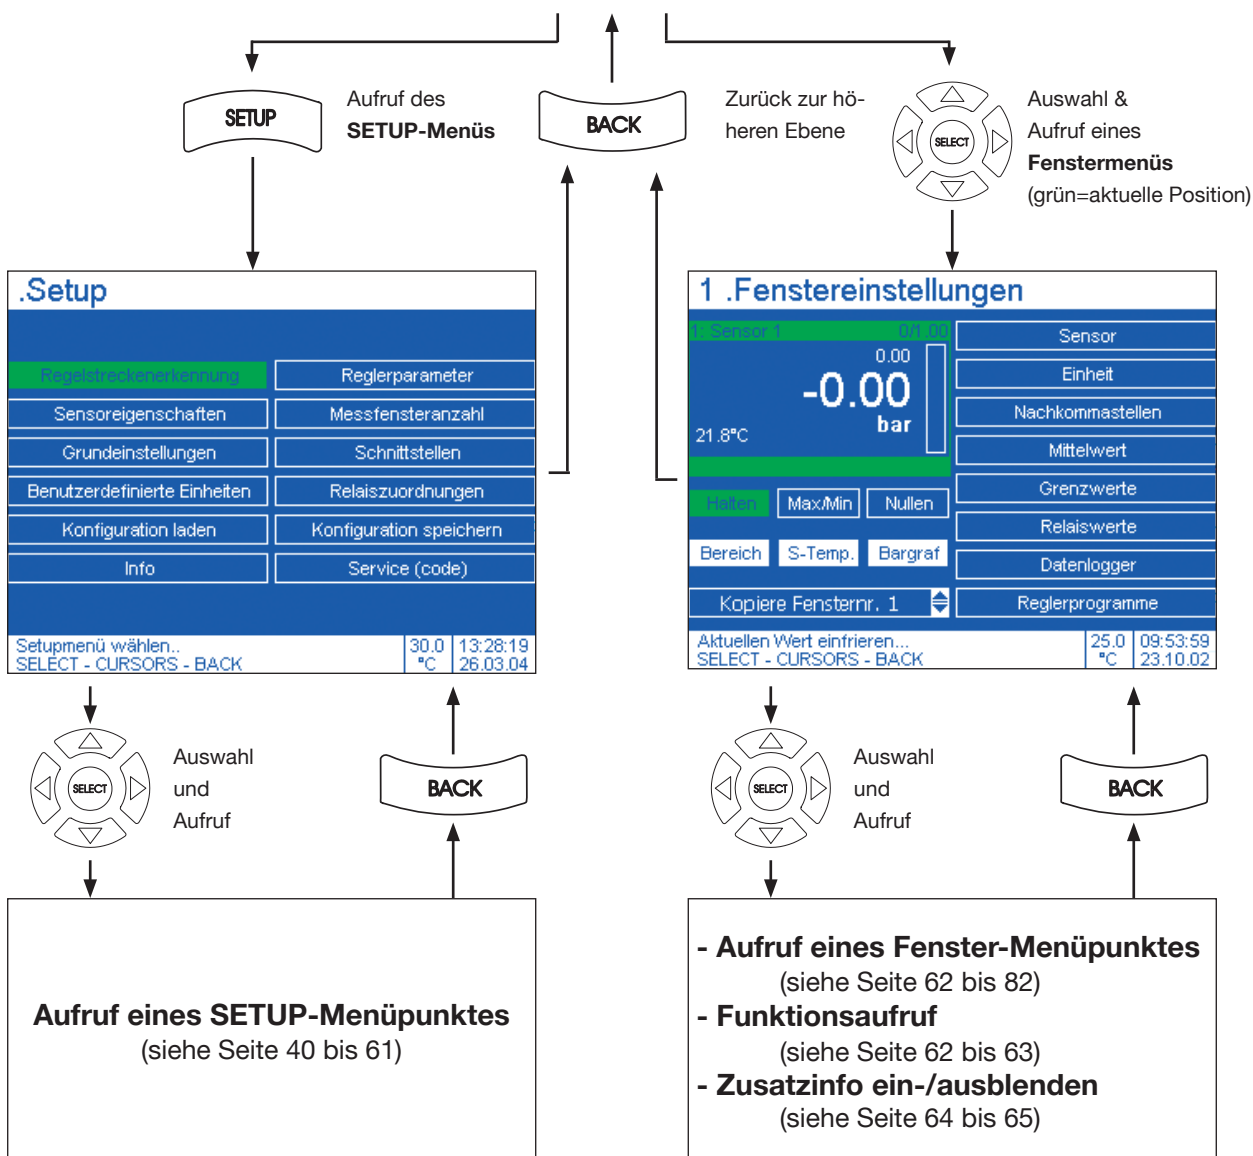 SETUP
Aufruf des
SETUP-Menüs
BACK
Zurück zur hö-
heren Ebene
SELECT
Auswahl &
Aufruf eines
Fenstermenüs
(grün=aktuelle Position)
.Setup
Regelstreckenerkennung
Reglerparameter
Sensoreigenschaften
Messfensteranzahl
Grundeinstellungen
Schnittstellen
Benutzerdefinierte Einheiten
Relaiszuordnungen
Konfiguration laden
Konfiguration speichern
Info
Service (code)
Setupmenü wählen..
SELECT - CURSORS - BACK
30.0
°C
13:28:19
26.03.04
1 .Fenstereinstellungen
1: Sensor 1
0/1.00
0.00
-0.00
bar
21.8°C
Halten
Max/Min
Nullen
Bereich
S-Temp.
Bargraf
Kopiere Fensternr. 1
Sensor
Einheit
Nachkommastellen
Mittelwert
Grenzwerte
Relaiswerte
Datenlogger
Reglerprogramme
Aktuellen Wert einfrieren...
SELECT - CURSORS - BACK
25.0
°C
09:53:59
23.10.02
SELECT
Auswahl
und
Aufruf
BACK
SELECT
Auswahl
und
Aufruf
BACK
Aufruf eines SETUP-Menüpunktes
(siehe Seite 40 bis 61)
- Aufruf eines Fenster-Menüpunktes
(siehe Seite 62 bis 82)
- Funktionsaufruf
(siehe Seite 62 bis 63)
- Zusatzinfo ein-/ausblenden
(siehe Seite 64 bis 65)